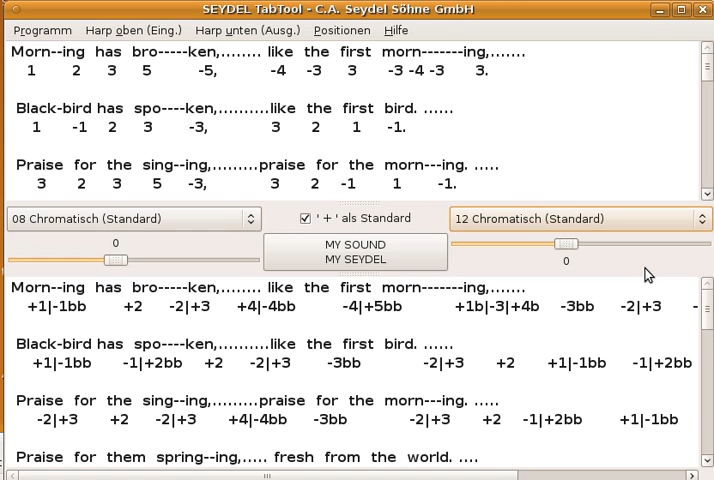 SEYDEL TabTool - C.A. Seydel Söhne GmbH
Programm Harp oben (Eing.) Harp unten (Ausg.) Positionen Hilfe
Morn--ing has bro-----ken,........ like the first morn-------ing,.......
1 2 3 5 -5, -4 -3 3 -3 -4 -3 3.
Black-bird has spo----ken,..........like the first bird. ......
1 -1 2 3 -3, 3 2 1 -1.
Praise for the sing--ing,.........praise for the morn---ing. .....
3 2 3 5 -3, 3 2 -1 1 -1.
08 Chromatisch (Standard) ' + ' als Standard 12 Chromatisch (Standard)
0 MY SOUND
MY SEYDEL 0
Morn--ing has bro-----ken,........ like the first morn-------ing,.......
+1|-1bb +2 -2|+3 +4|-4bb -4|+5bb +1b|-3|+4b -3bb -2|+3 -
Black-bird has spo----ken,..........like the first bird. ......
+1|-1bb -1|+2bb +2 -2|+3 -3bb -2|+3 +2 +1|-1bb -1|+2bb
Praise for the sing--ing,.........praise for the morn---ing. .....
-2|+3 +2 -2|+3 +4|-4bb -3bb -2|+3 +2 -1|+2bb +1|-1bb
Praise for them spring--ing,..... fresh from the world. ....